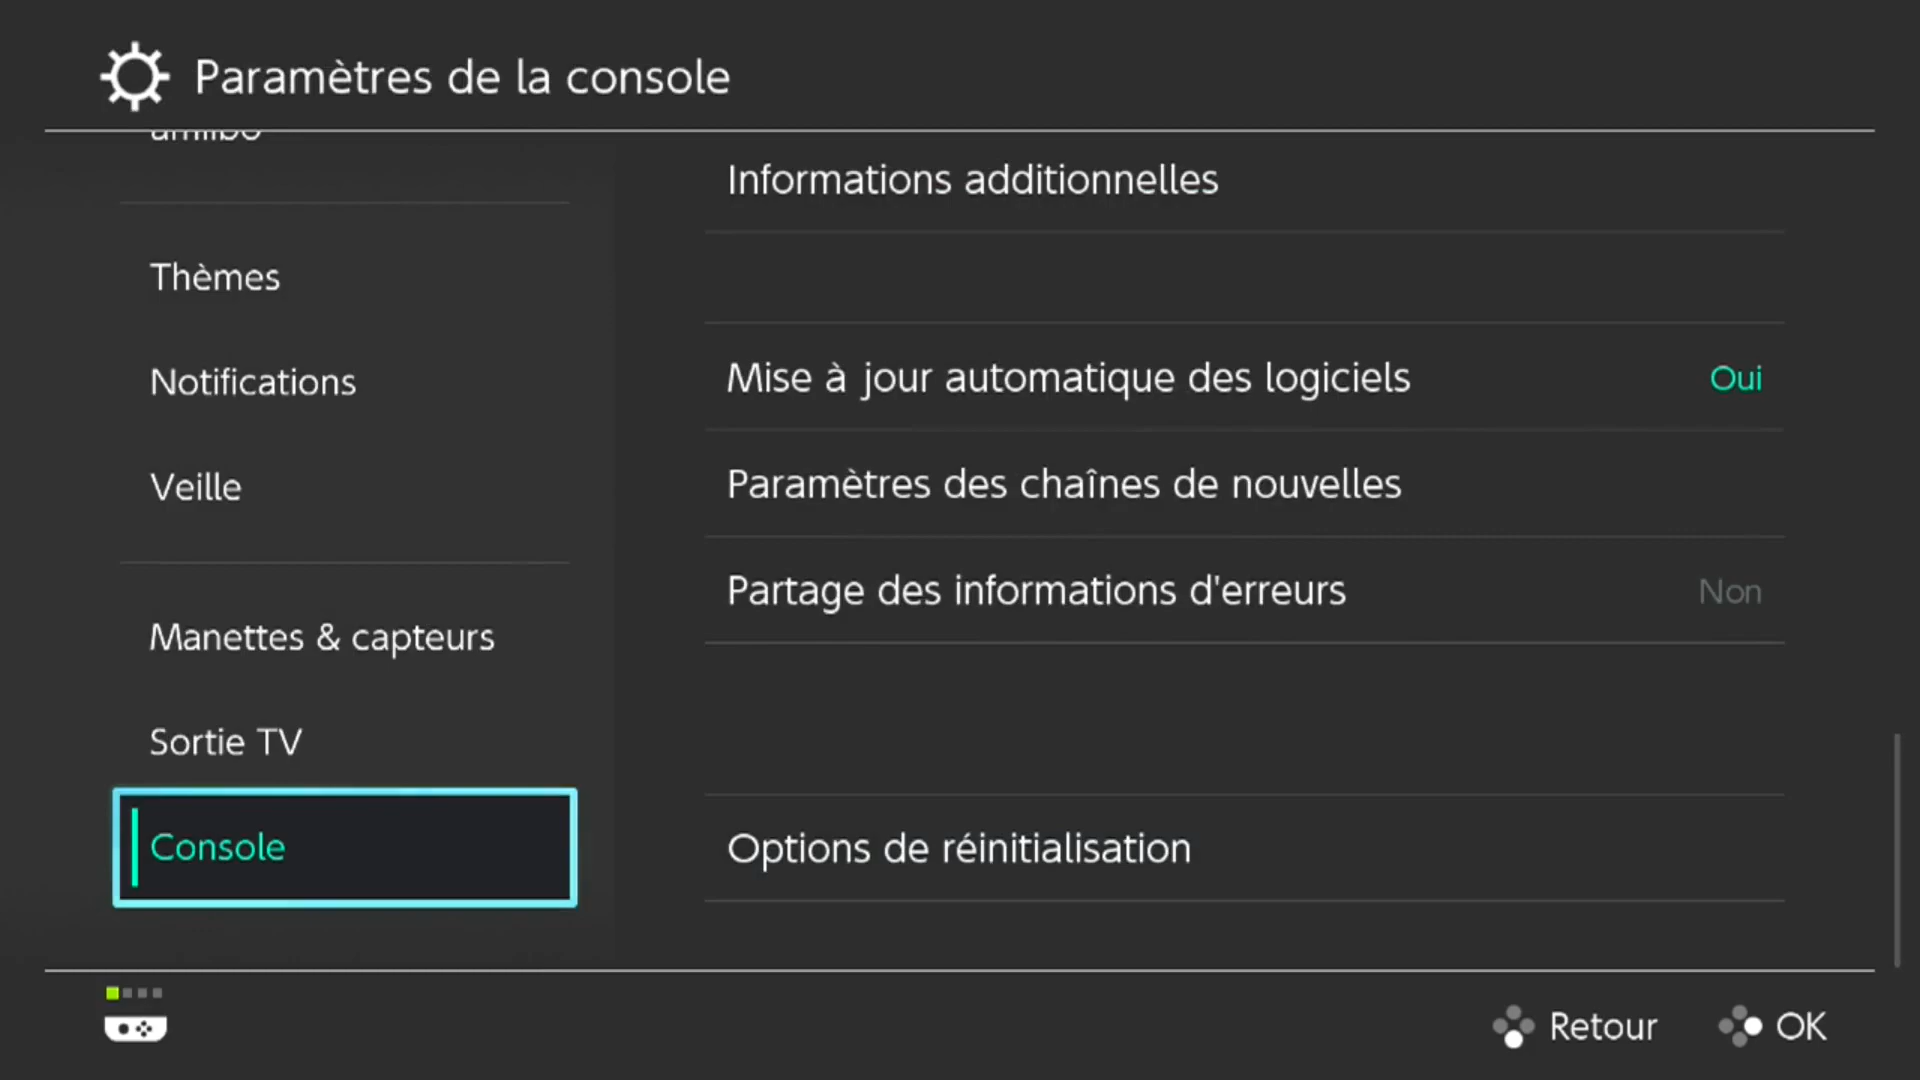 Paramètres de la console
amiibo
Thèmes
Notifications
Veille
Manettes & capteurs
Sortie TV
Console
Informations additionnelles
Mise à jour automatique des logiciels Oui
Paramètres des chaînes de nouvelles
Partage des informations d'erreurs Non
Options de réinitialisation
Retour OK